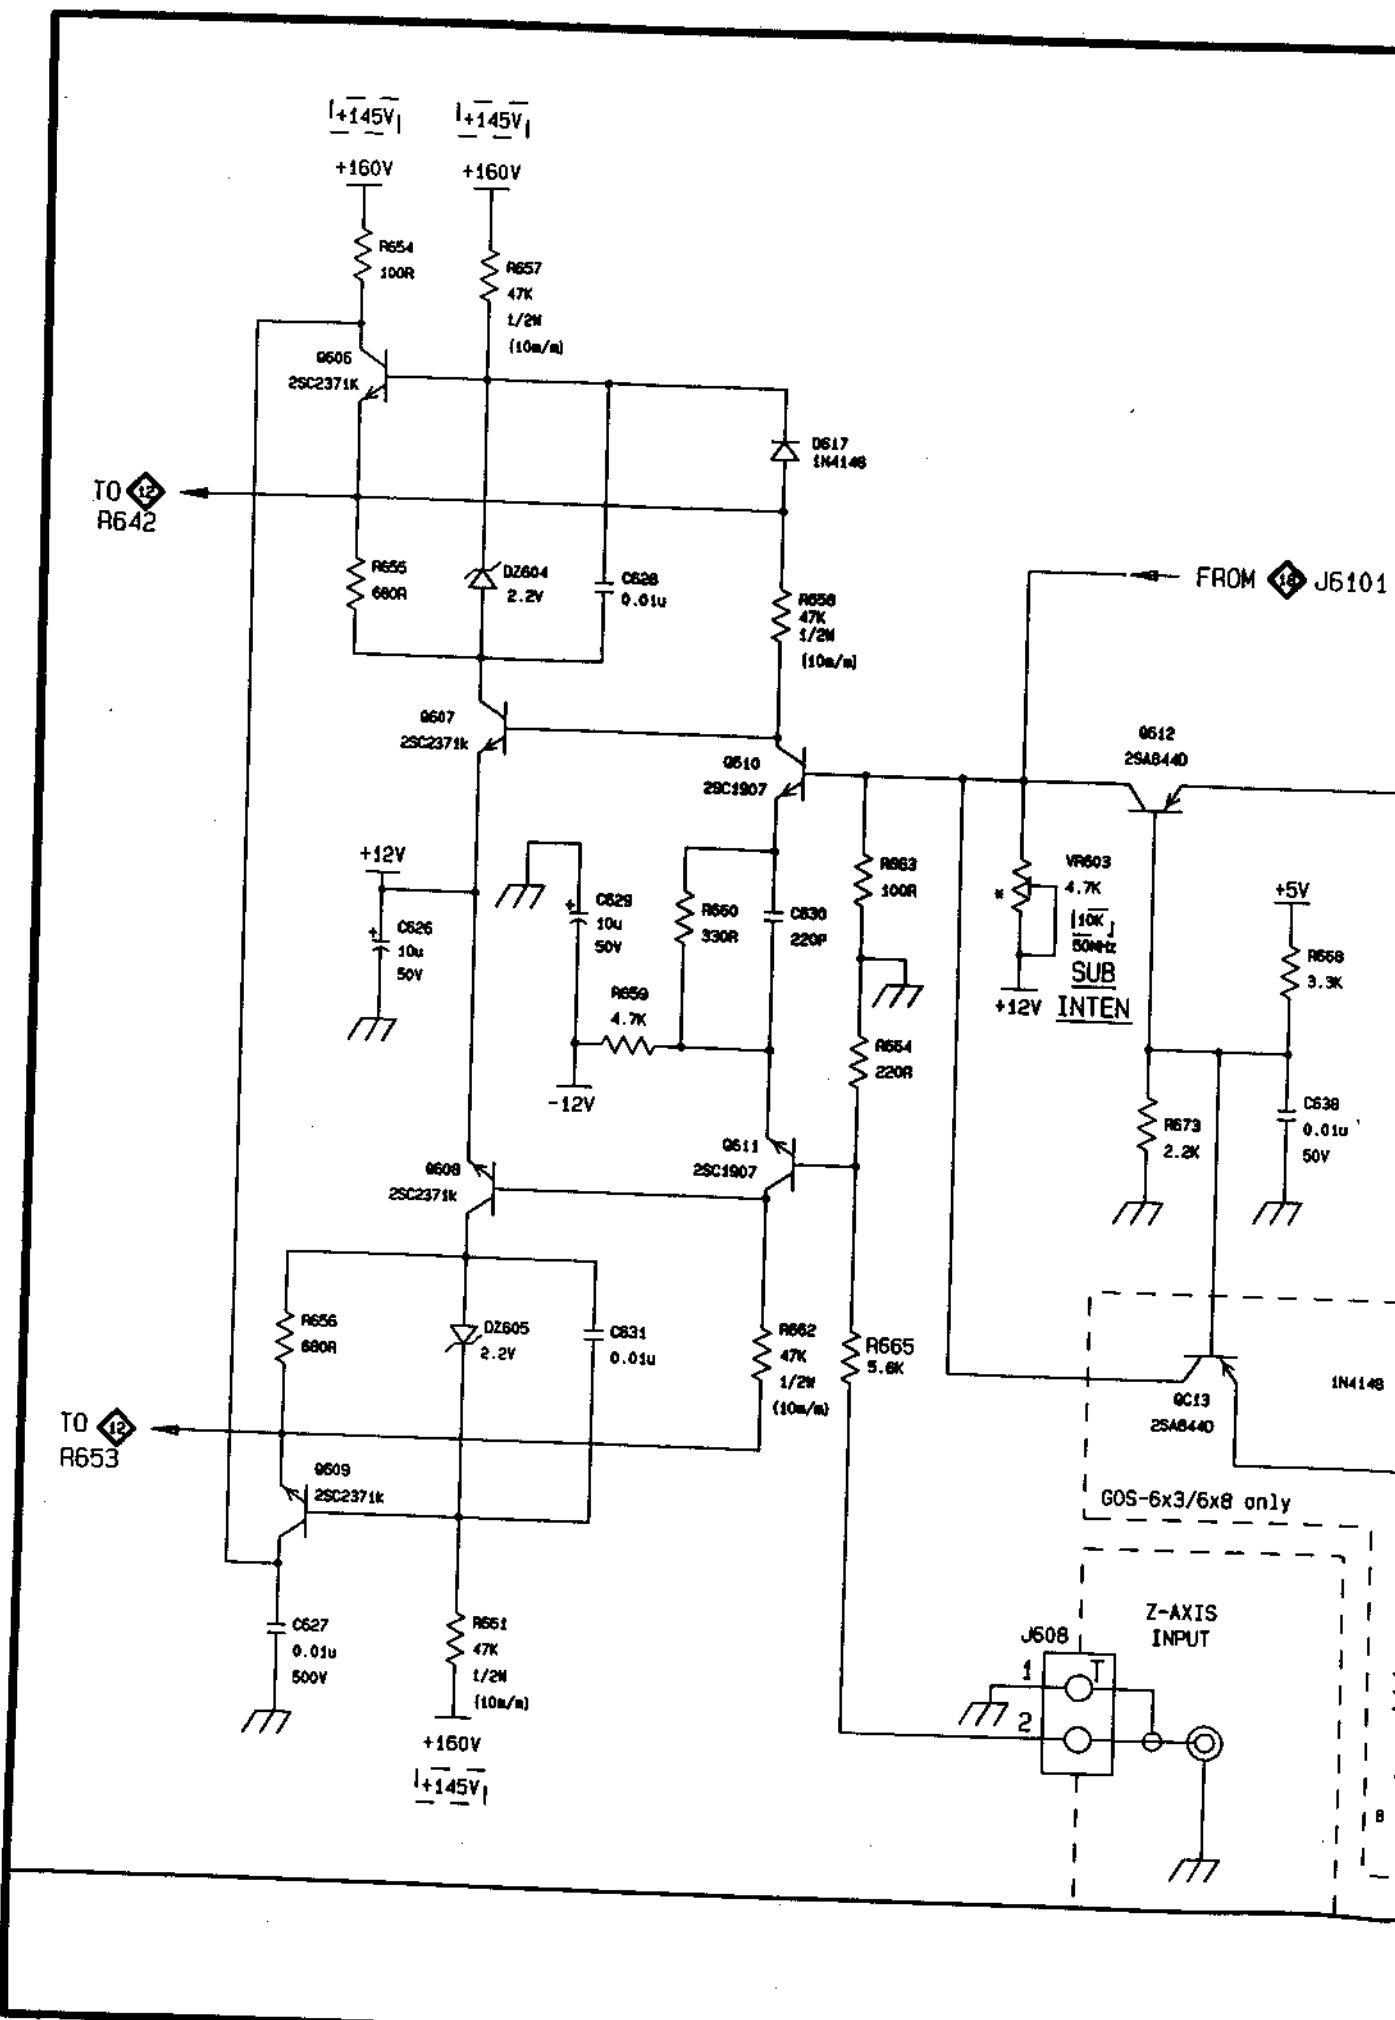 +145V
+145V
+160V
+160V
R654
100R
R657
47K
1/2W
(10m/m)
Q606
2SC2371K
D617
1N4148
TO 12
R642
R655
680R
DZ604
2.2V
C628
0.01u
R658
47K
1/2W
(10m/m)
FROM J6101
Q607
2SC2371k
Q610
2SC1907
Q612
2SA844D
+12V
C626
10u
50V
C629
10u
50V
R660
330R
C630
220P
R663
100R
VR603
4.7K
*
10K
50MHz
SUB
INTEN
+12V
+5V
R668
3.3K
R659
4.7K
-12V
R664
220R
R673
2.2K
C638
0.01u
50V
Q608
2SC2371k
Q611
2SC1907
R656
680R
DZ605
2.2V
C631
0.01u
R662
47K
1/2W
(10m/m)
R665
5.6K
QC13
2SA844D
1N4148
TO 12
R653
Q609
2SC2371k
GOS-6x3/6x8 only
C627
0.01u
500V
R661
47K
1/2W
(10m/m)
+160V
+145V
Z-AXIS
INPUT
J608
1
T
2
B